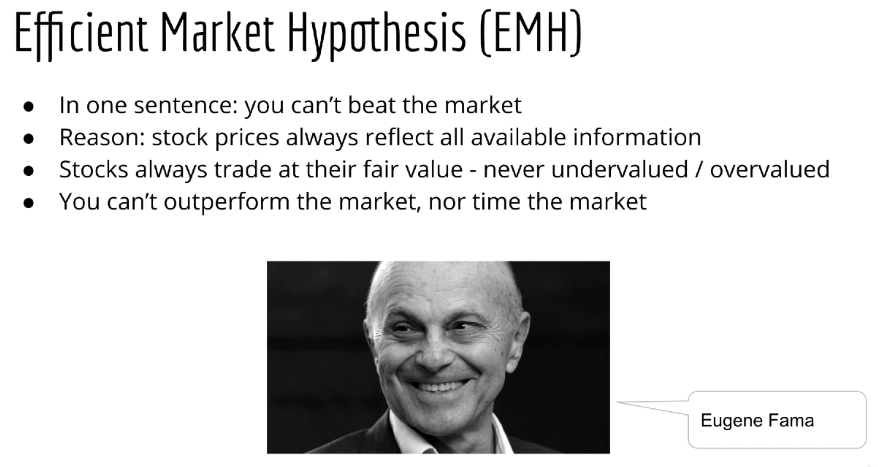 Efficient Market Hypothesis (EMH)
● In one sentence: you can't beat the market
● Reason: stock prices always reflect all available information
● Stocks always trade at their fair value - never undervalued / overvalued
● You can't outperform the market, nor time the market
Eugene Fama